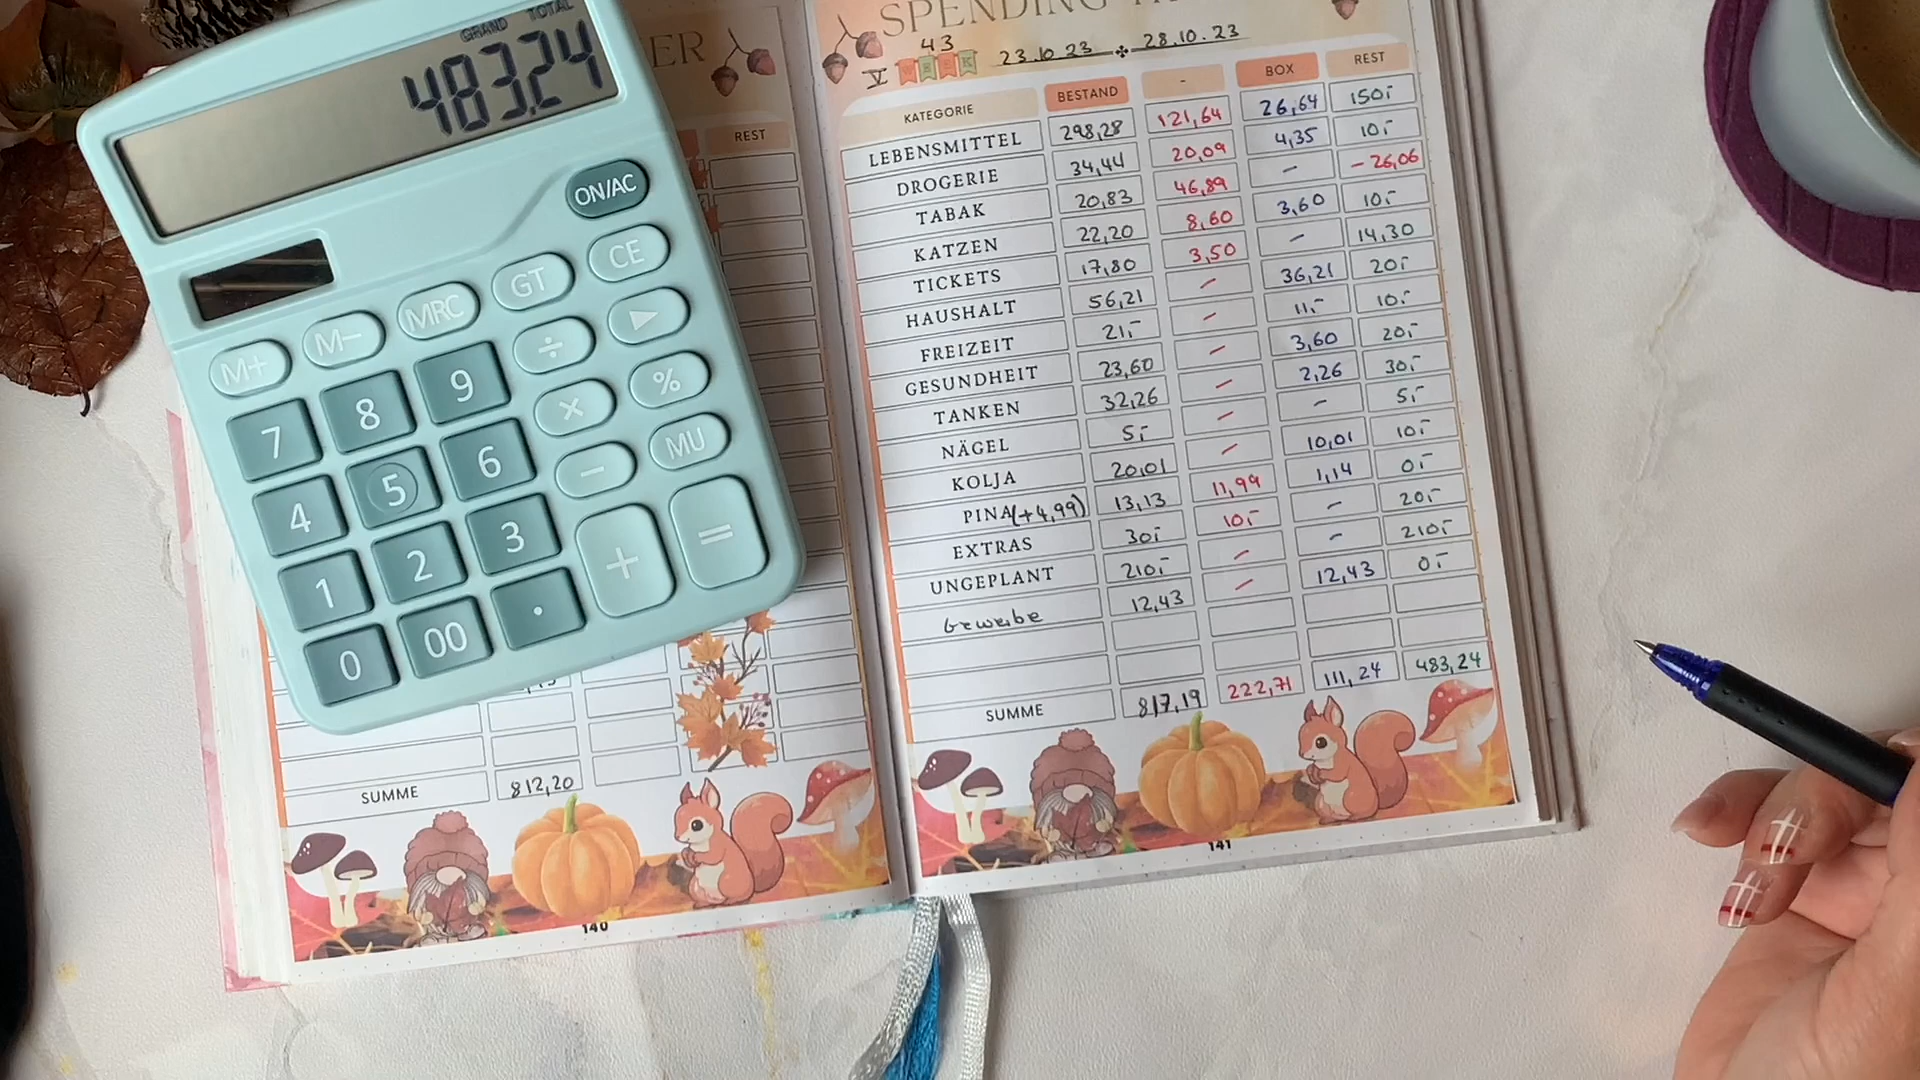 GRAND TOTAL
483,24
ON/AC
CE
GT
MRC
M-
M+
►
÷
9
8
7
%
×
6
5
4
MU
−
3
2
1
=
+
·
00
0
ER
REST
SUMME 812,20
140
SPENDING
43
V WEEK 23.10.23 28.10.23
KATEGORIE BESTAND - BOX REST
LEBENSMITTEL 298,28 121,64 26,64 150,-
DROGERIE 34,44 20,09 4,35 10,-
TABAK 20,83 46,89 - -26,06
KATZEN 22,20 8,60 3,60 10,-
TICKETS 17,80 3,50 - 14,30
HAUSHALT 56,21 - 36,21 20,-
FREIZEIT 21,- - 11,- 10,-
GESUNDHEIT 23,60 - 3,60 20,-
TANKEN 32,26 - 2,26 30,-
NÄGEL 5,- - - 5,-
KOLJA 20,01 - 10,01 10,-
PINA (+4,99) 13,13 11,99 1,14 0,-
EXTRAS 30,- 10,- - 20,-
UNGEPLANT 210,- - - 210,-
Gewerbe 12,43 - 12,43 0,-
SUMME 817,19 222,71 111,24 483,24
141